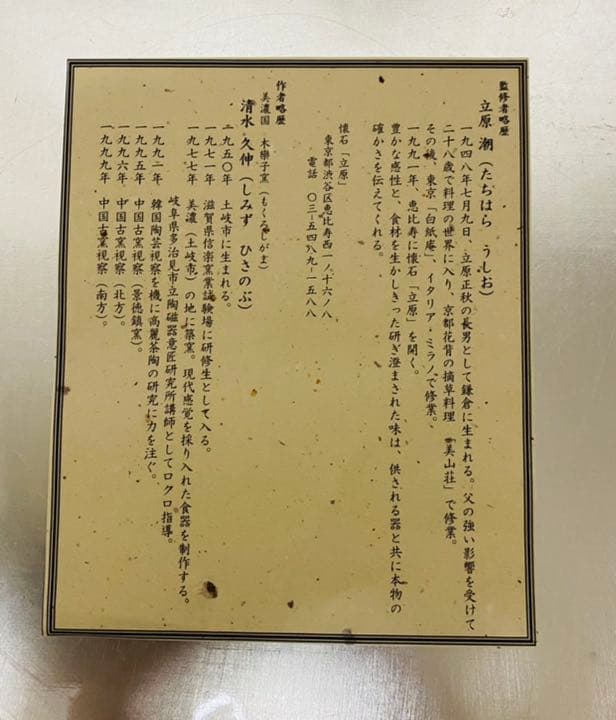 監修者略歴
立原 潮（たちはら うしお）
一九四八年七月九日、立原正秋の長男として鎌倉に生まれる。父の強い影響を受けて
二十八歳で料理の世界に入り、京都花背の摘草料理 「美山荘」で修業。
その後、東京「白紙庵」、イタリア・ミラノで修業。
一九九一年、恵比寿に懐石「立原」を開く。
豊かな感性と、食材を生かしきった研ぎ澄まされた味は、供される器と共に本物の
確かさを伝えてくれる。
懐石「立原」
東京都渋谷区恵比寿西一ノ十六ノ八
電話 〇三-五四八九-一五八八
作者略歴
美濃国 木欒子窯（もくろじがま）
清水 久伸（しみず ひさのぶ）
一九五〇年 土岐市に生まれる。
一九七一年 滋賀県信楽窯業試験場に研修生として入る。
一九七七年 美濃（土岐市）の地に築窯。現代感覚を採り入れた食器を制作する。
岐阜県多治見市立陶磁器意匠研究所講師としてロクロ指導。
一九九二年 韓国陶芸視察を機に高麗茶陶の研究に力を注ぐ。
一九九五年 中国古窯視察（景徳鎮窯）。
一九九六年 中国古窯視察（北方）。
一九九九年 中国古窯視察（南方）。